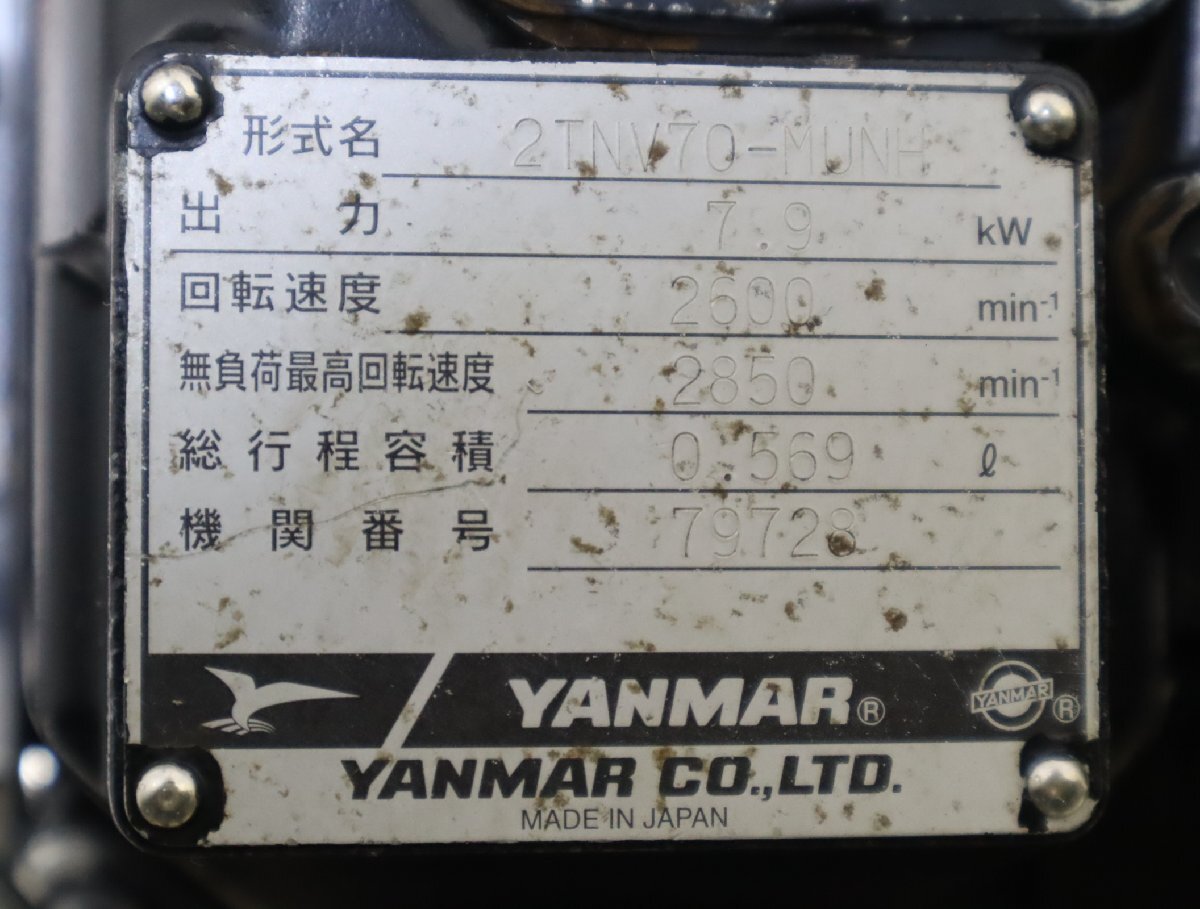 形式名 2TNV70-MUNH
出力 7.9 kW
回転速度 2600 min-1
無負荷最高回転速度 2850 min-1
総行程容積 0.569 ℓ
機関番号 79728
YANMAR® YANMAR ®
YANMAR CO.,LTD.
MADE IN JAPAN